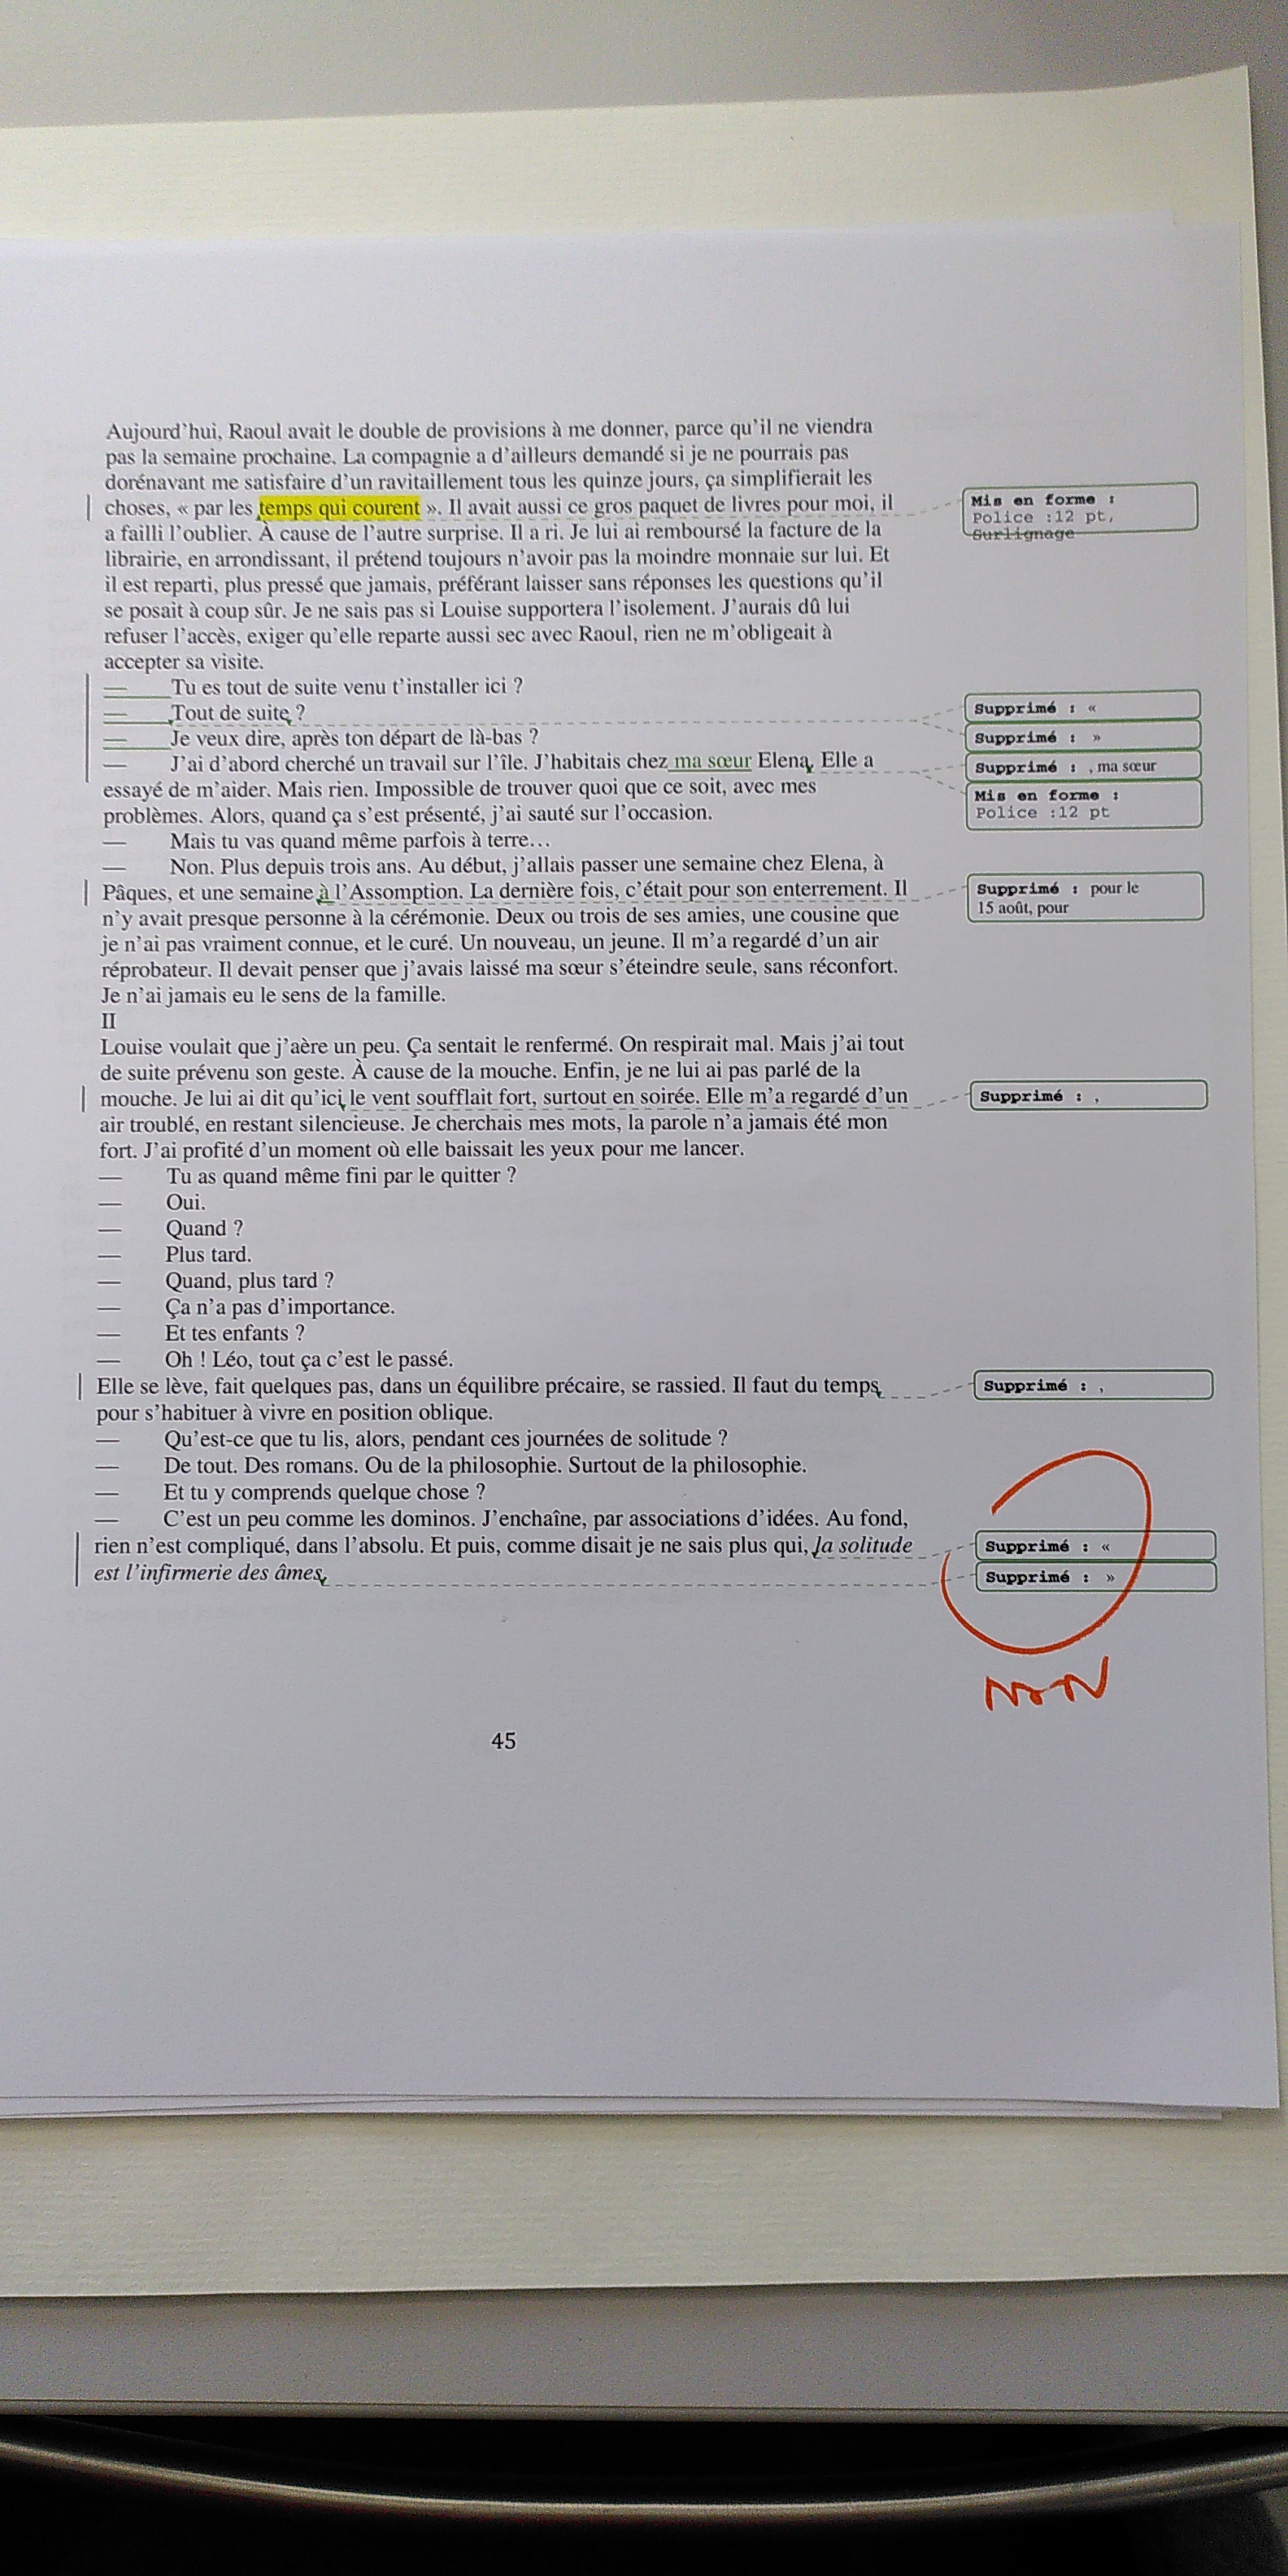 Aujourd'hui, Raoul avait le double de provisions à me donner, parce qu'il ne viendra
pas la semaine prochaine. La compagnie a d'ailleurs demandé si je ne pourrais pas
dorénavant me satisfaire d'un ravitaillement tous les quinze jours, ça simplifierait les
choses, « par les temps qui courent ». Il avait aussi ce gros paquet de livres pour moi, il
Mis en forme :
Police :12 pt,
Surlignage
a failli l'oublier. À cause de l'autre surprise. Il a ri. Je lui ai remboursé la facture de la
librairie, en arrondissant, il prétend toujours n'avoir pas la moindre monnaie sur lui. Et
il est reparti, plus pressé que jamais, préférant laisser sans réponses les questions qu'il
se posait à coup sûr. Je ne sais pas si Louise supportera l'isolement. J'aurais dû lui
refuser l'accès, exiger qu'elle reparte aussi sec avec Raoul, rien ne m'obligeait à
accepter sa visite.
— Tu es tout de suite venu t'installer ici ?
— Tout de suite ?
Supprimé : «
— Je veux dire, après ton départ de là-bas ?
Supprimé : »
— J'ai d'abord cherché un travail sur l'île. J'habitais chez ma sœur Elena. Elle a
Supprimé : , ma sœur
essayé de m'aider. Mais rien. Impossible de trouver quoi que ce soit, avec mes
Mis en forme :
Police :12 pt
problèmes. Alors, quand ça s'est présenté, j'ai sauté sur l'occasion.
— Mais tu vas quand même parfois à terre…
— Non. Plus depuis trois ans. Au début, j'allais passer une semaine chez Elena, à
Pâques, et une semaine à l'Assomption. La dernière fois, c'était pour son enterrement. Il
Supprimé : pour le
15 août, pour
n'y avait presque personne à la cérémonie. Deux ou trois de ses amies, une cousine que
je n'ai pas vraiment connue, et le curé. Un nouveau, un jeune. Il m'a regardé d'un air
réprobateur. Il devait penser que j'avais laissé ma sœur s'éteindre seule, sans réconfort.
Je n'ai jamais eu le sens de la famille.
II
Louise voulait que j'aère un peu. Ça sentait le renfermé. On respirait mal. Mais j'ai tout
de suite prévenu son geste. À cause de la mouche. Enfin, je ne lui ai pas parlé de la
mouche. Je lui ai dit qu'ici le vent soufflait fort, surtout en soirée. Elle m'a regardé d'un
Supprimé : ,
air troublé, en restant silencieuse. Je cherchais mes mots, la parole n'a jamais été mon
fort. J'ai profité d'un moment où elle baissait les yeux pour me lancer.
— Tu as quand même fini par le quitter ?
— Oui.
— Quand ?
— Plus tard.
— Quand, plus tard ?
— Ça n'a pas d'importance.
— Et tes enfants ?
— Oh ! Léo, tout ça c'est le passé.
Elle se lève, fait quelques pas, dans un équilibre précaire, se rassied. Il faut du temps
Supprimé : ,
pour s'habituer à vivre en position oblique.
— Qu'est-ce que tu lis, alors, pendant ces journées de solitude ?
— De tout. Des romans. Ou de la philosophie. Surtout de la philosophie.
— Et tu y comprends quelque chose ?
— C'est un peu comme les dominos. J'enchaîne, par associations d'idées. Au fond,
rien n'est compliqué, dans l'absolu. Et puis, comme disait je ne sais plus qui, la solitude
Supprimé : «
est l'infirmerie des âmes.
Supprimé : »
NON
45